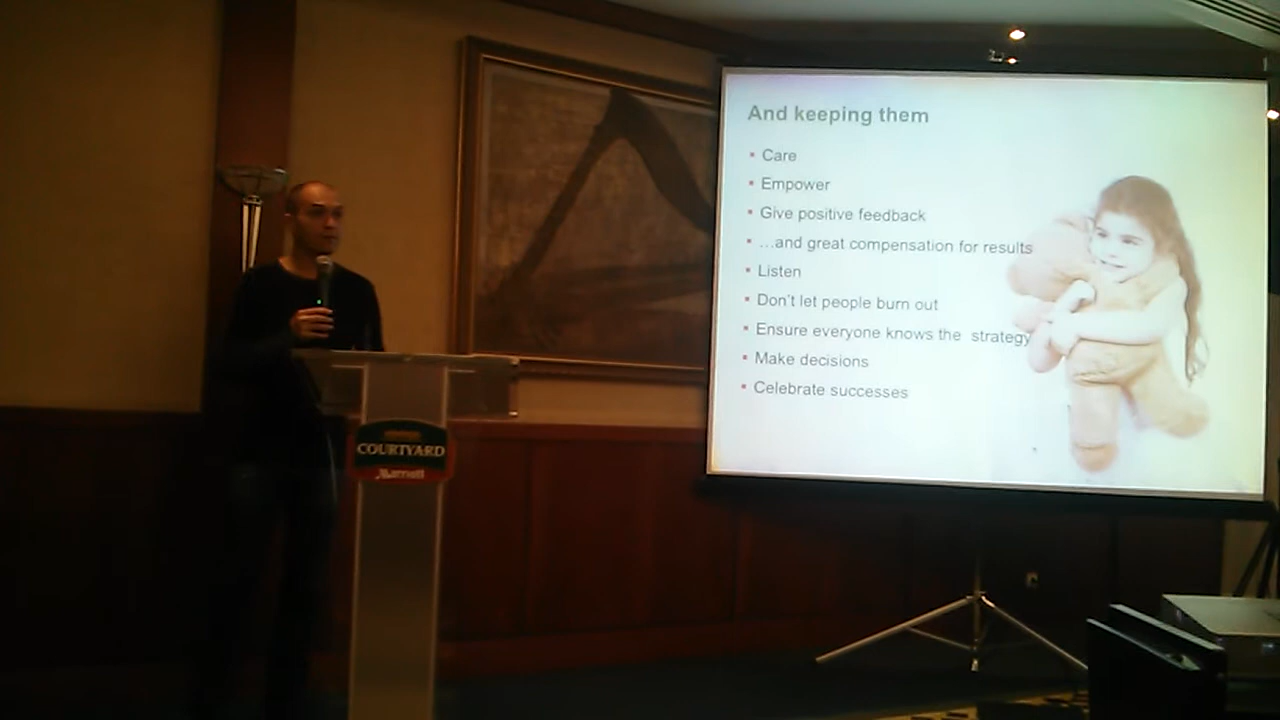 And keeping them
Care
Empower
Give positive feedback
...and great compensation for results
Listen
Don't let people burn out
Ensure everyone knows the strategy
Make decisions
Celebrate successes
COURTYARD
Marriott